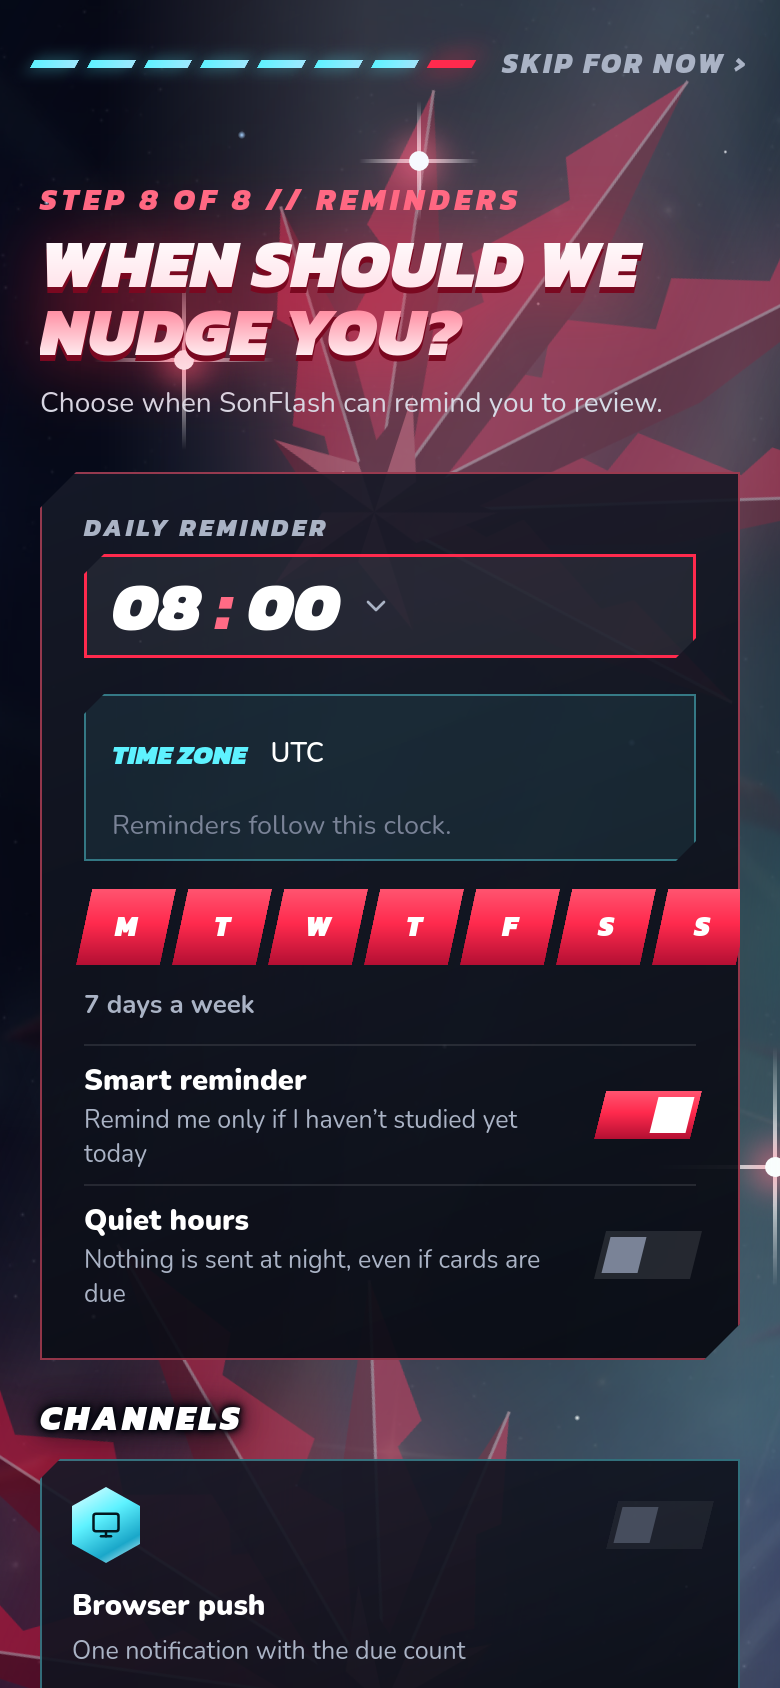 SKIP FOR NOW >
STEP 8 OF 8 // REMINDERS
WHEN SHOULD WE
NUDGE YOU?
Choose when SonFlash can remind you to review.
DAILY REMINDER
08 : 00
TIME ZONE UTC
Reminders follow this clock.
M T W T F S S
7 days a week
Smart reminder
Remind me only if I haven’t studied yet
today
Quiet hours
Nothing is sent at night, even if cards are
due
CHANNELS
Browser push
One notification with the due count